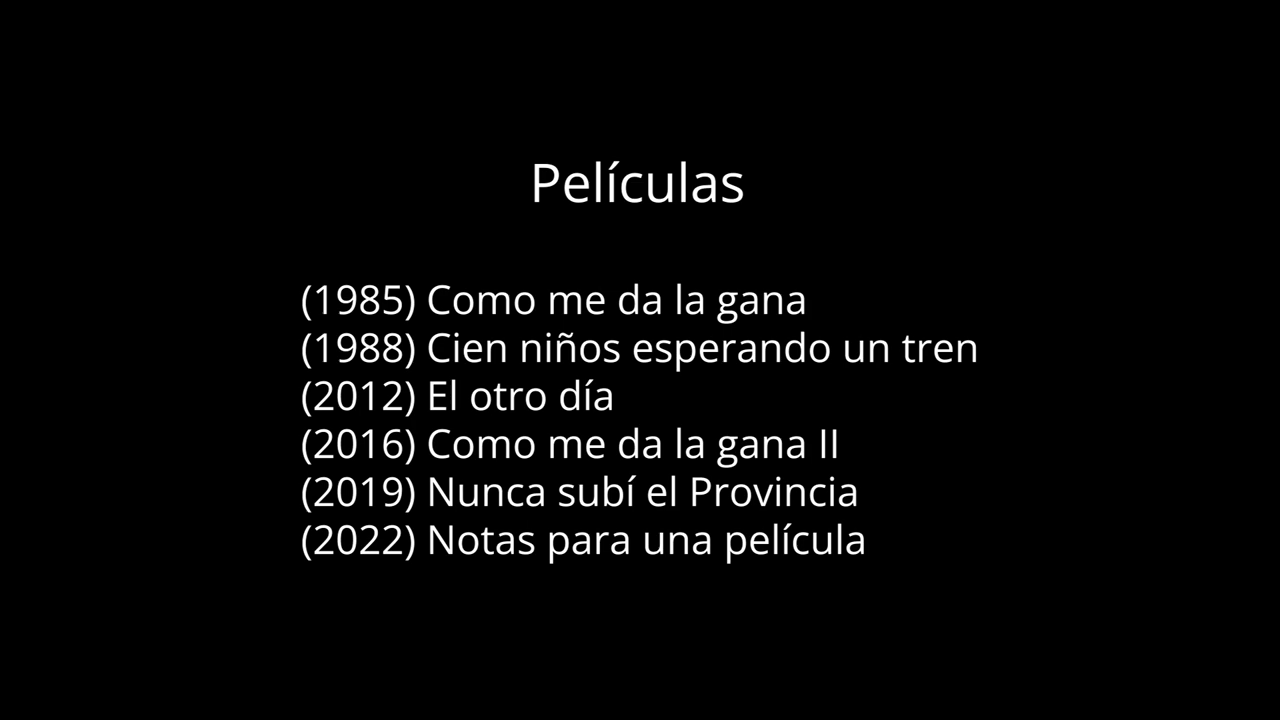 Películas
(1985) Como me da la gana
(1988) Cien niños esperando un tren
(2012) El otro día
(2016) Como me da la gana II
(2019) Nunca subí el Provincia
(2022) Notas para una película